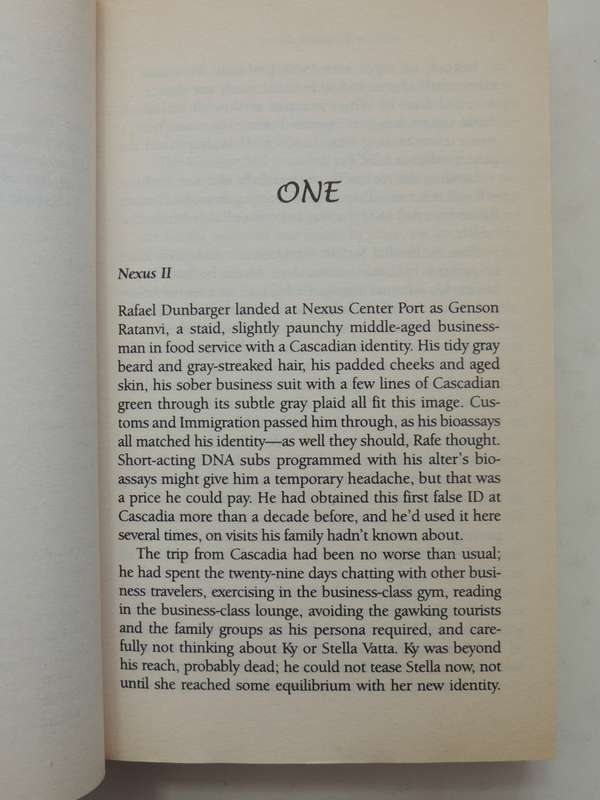 ONE
Nexus II
Rafael Dunbarger landed at Nexus Center Port as Genson
Ratanvi, a staid, slightly paunchy middle-aged business-
man in food service with a Cascadian identity. His tidy gray
beard and gray-streaked hair, his padded cheeks and aged
skin, his sober business suit with a few lines of Cascadian
green through its subtle gray plaid all fit this image. Cus-
toms and Immigration passed him through, as his bioassays
all matched his identity—as well they should, Rafe thought.
Short-acting DNA subs programmed with his alter's bio-
assays might give him a temporary headache, but that was
a price he could pay. He had obtained this first false ID at
Cascadia more than a decade before, and he'd used it here
several times, on visits his family hadn't known about.
The trip from Cascadia had been no worse than usual;
he had spent the twenty-nine days chatting with other busi-
ness travelers, exercising in the business-class gym, reading
in the business-class lounge, avoiding the gawking tourists
and the family groups as his persona required, and care-
fully not thinking about Ky or Stella Vatta. Ky was beyond
his reach, probably dead; he could not tease Stella now, not
until she reached some equilibrium with her new identity.